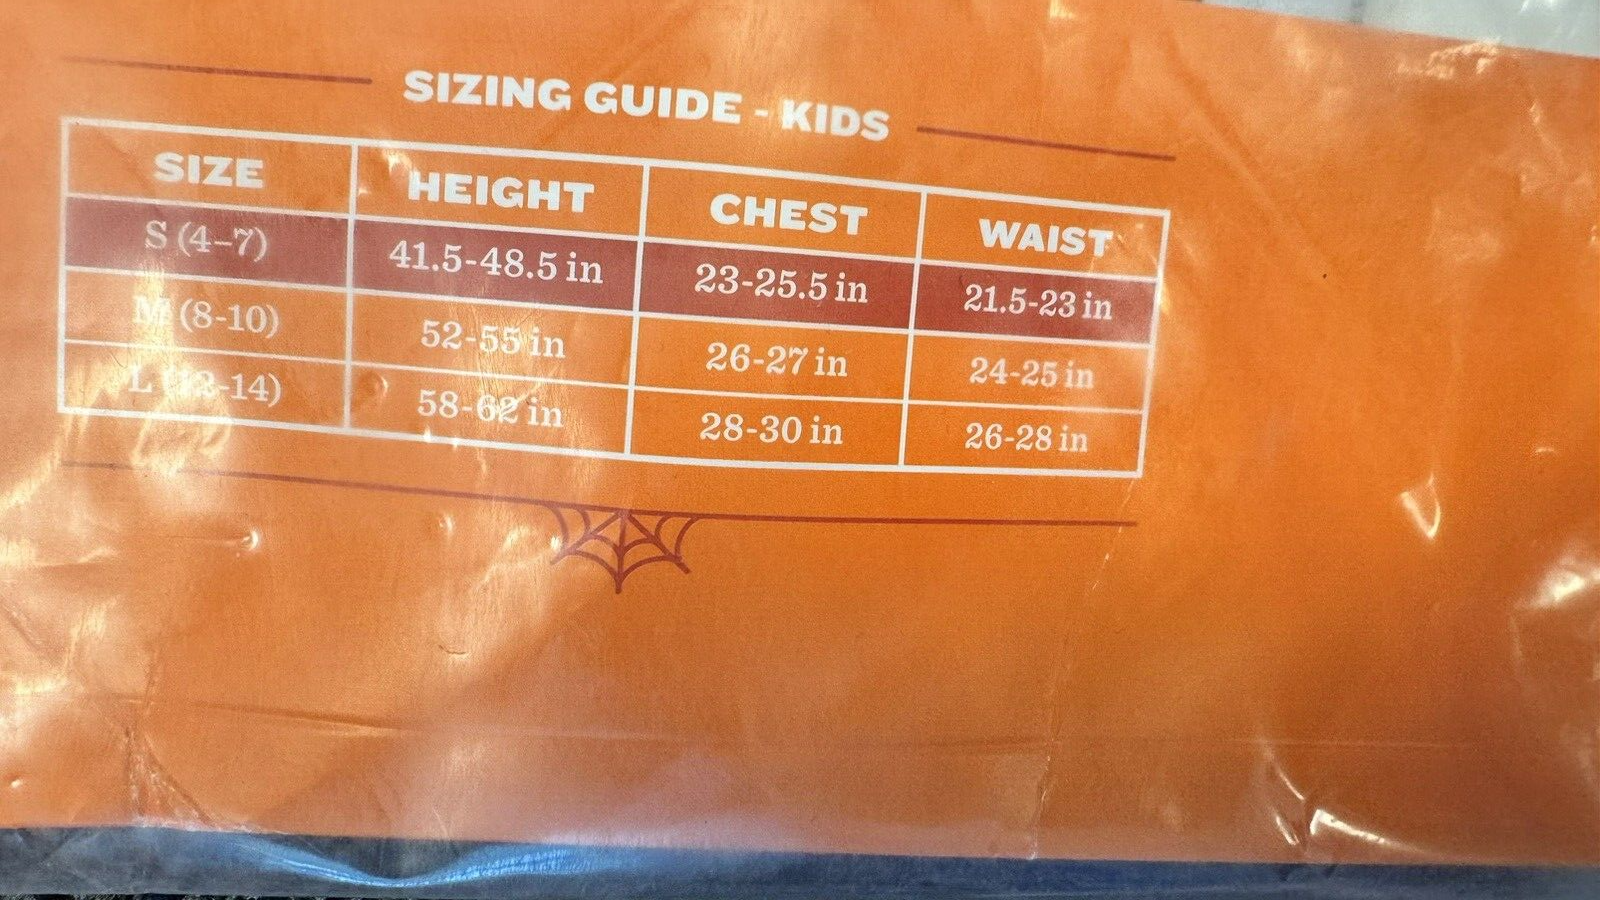 SIZING GUIDE - KIDS
SIZE HEIGHT CHEST WAIST
S (4–7) 41.5-48.5 in 23-25.5 in 21.5-23 in
M (8-10) 52-55 in 26-27 in 24-25 in
L (12-14) 58-62 in 28-30 in 26-28 in